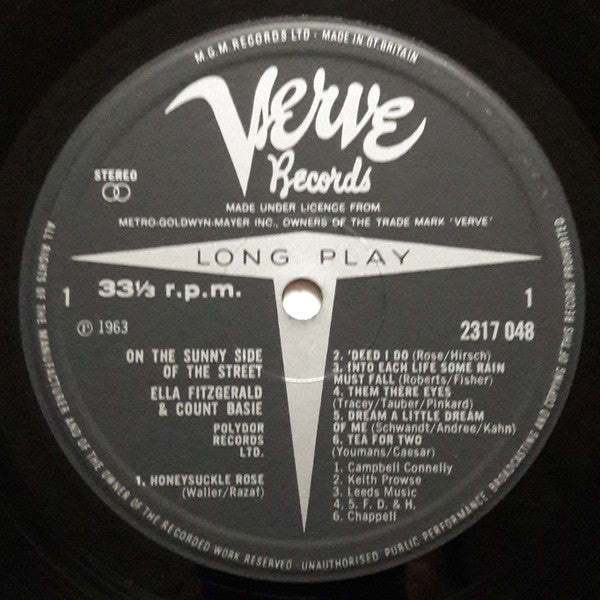 M.G.M RECORDS LTD · MADE IN GT. BRITAIN
Verve
Records
STEREO
MADE UNDER LICENCE FROM
METRO-GOLDWYN-MAYER INC., OWNERS OF THE TRADE MARK 'VERVE'
LONG PLAY
1
33⅓ r.p.m.
1
℗ 1963
2317 048
ON THE SUNNY SIDE
OF THE STREET
ELLA FITZGERALD
& COUNT BASIE
POLYDOR
RECORDS
LTD.
1. HONEYSUCKLE ROSE
(Waller/Razaf)
2. 'DEED I DO (Rose/Hirsch)
3. INTO EACH LIFE SOME RAIN
MUST FALL (Roberts/Fisher)
4. THEM THERE EYES
(Tracey/Tauber/Pinkard)
5. DREAM A LITTLE DREAM
OF ME (Schwandt/Andree/Kahn)
6. TEA FOR TWO
(Youmans/Caesar)
1. Campbell Connelly
2. Keith Prowse
3. Leeds Music
4. 5. F. D. & H.
6. Chappell
ALL RIGHTS OF THE MANUFACTURER AND OF THE OWNER OF THE RECORDED WORK RESERVED · UNAUTHORISED PUBLIC PERFORMANCE, BROADCASTING AND COPYING OF THIS RECORD PROHIBITED